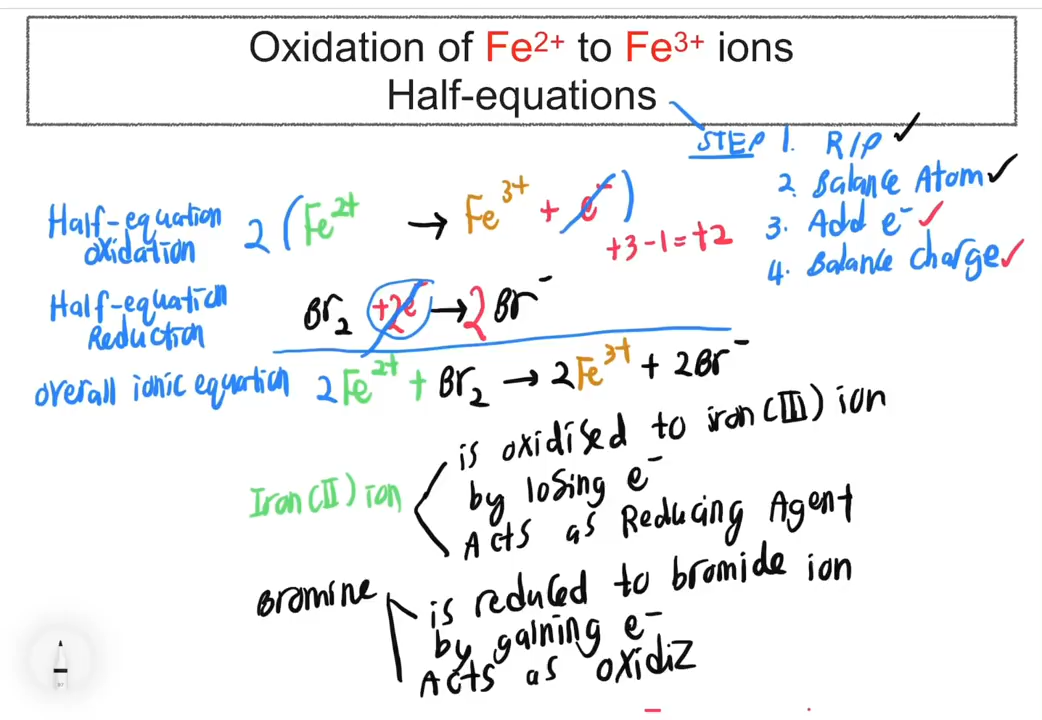 Oxidation of Fe2+ to Fe3+ ions
Half-equations
STEP 1. R/P ✓
2. Balance Atom ✓
3. Add e⁻ ✓
4. Balance Charge ✓
Half-equation
Oxidation
2 (Fe²⁺ → Fe³⁺ + e⁻)
+3-1=+2
Half-equation
Reduction
Br₂ +2e⁻ → 2Br⁻
Overall ionic equation 2Fe²⁺ + Br₂ → 2Fe³⁺ + 2Br⁻
Iron(II) ion
is oxidised to iron(III) ion
by losing e⁻
Acts as Reducing Agent
Bromine
is reduced to bromide ion
by gaining e⁻
Acts as oxidiz